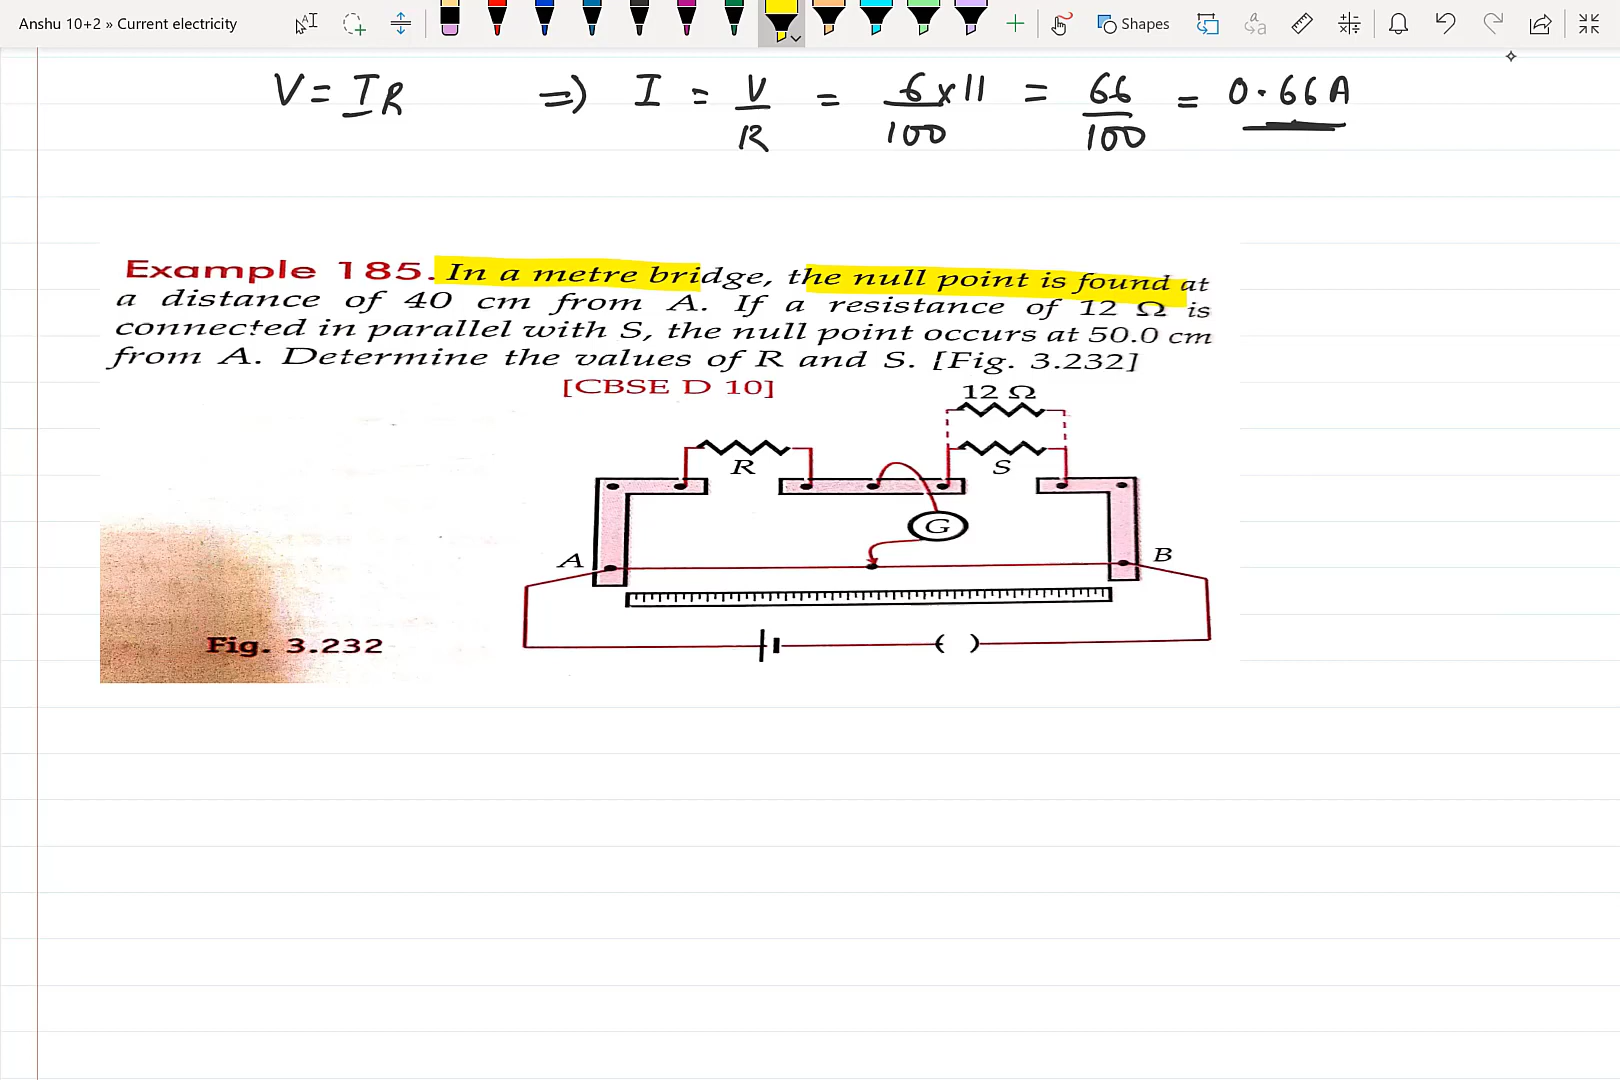 Anshu 10+2 » Current electricity
Shapes
V = IR ⇒ I = V/R = 6×11/100 = 66/100 = 0.66A
Example 185. In a metre bridge, the null point is found at
a distance of 40 cm from A. If a resistance of 12 Ω is
connected in parallel with S, the null point occurs at 50.0 cm
from A. Determine the values of R and S. [Fig. 3.232]
[CBSE D 10]
12 Ω
R
S
G
A
B
Fig. 3.232